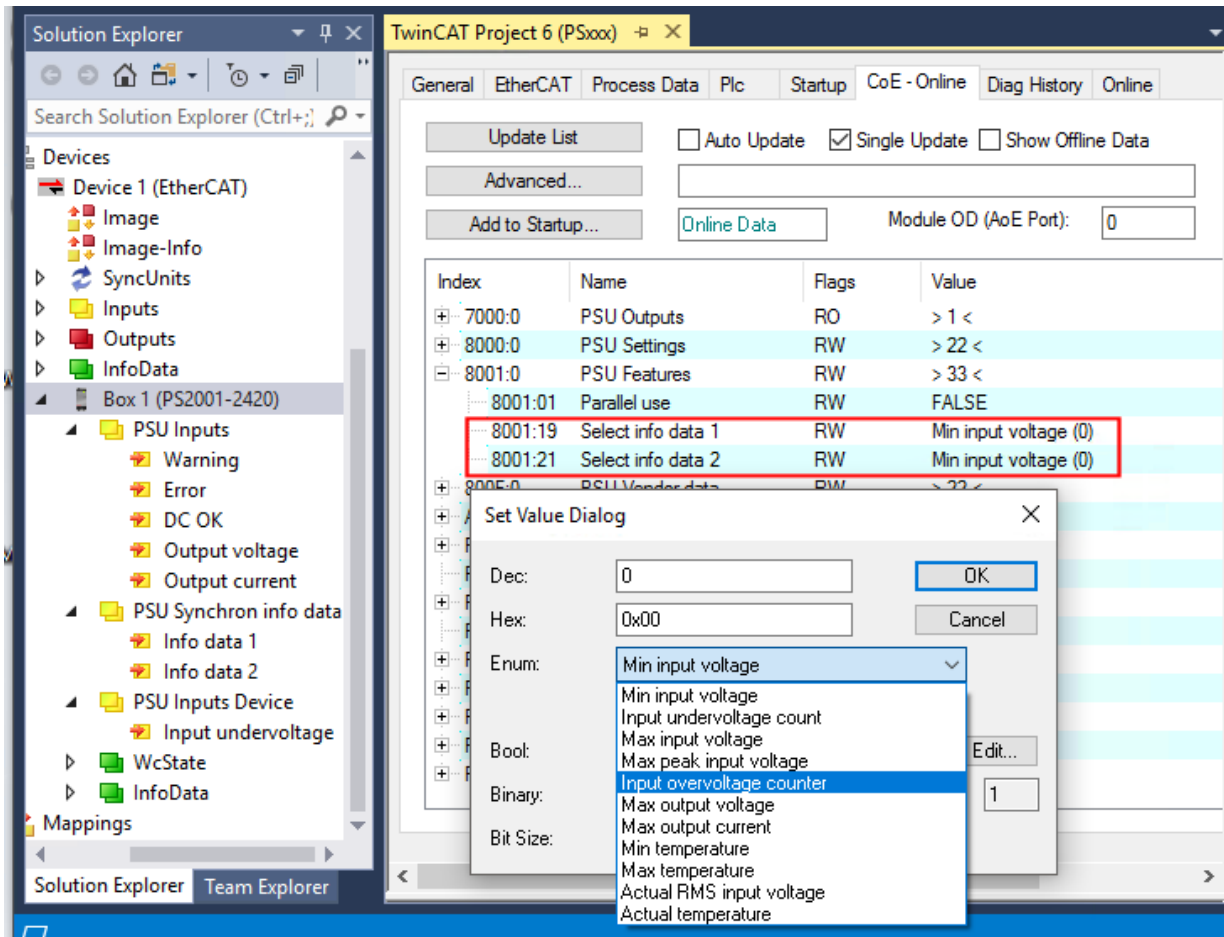 Solution Explorer
Search Solution Explorer (Ctrl+;)
Devices
Device 1 (EtherCAT)
Image
Image-Info
SyncUnits
Inputs
Outputs
InfoData
Box 1 (PS2001-2420)
PSU Inputs
Warning
Error
DC OK
Output voltage
Output current
PSU Synchron info data
Info data 1
Info data 2
PSU Inputs Device
Input undervoltage
WcState
InfoData
Mappings
Solution Explorer Team Explorer
TwinCAT Project 6 (PSxxx)
General EtherCAT Process Data Plc Startup CoE - Online Diag History Online
Update List Auto Update Single Update Show Offline Data
Advanced...
Add to Startup... Online Data Module OD (AoE Port): 0
Index Name Flags Value
7000:0 PSU Outputs RO > 1 <
8000:0 PSU Settings RW > 22 <
8001:0 PSU Features RW > 33 <
8001:01 Parallel use RW FALSE
8001:19 Select info data 1 RW Min input voltage (0)
8001:21 Select info data 2 RW Min input voltage (0)
PSU Vendor data RW > 22 <
Set Value Dialog
Dec: 0 OK
Hex: 0x00 Cancel
Enum: Min input voltage
Min input voltage
Input undervoltage count
Max input voltage
Bool: Max peak input voltage Edit...
Input overvoltage counter
Binary: Max output voltage 1
Max output current
Bit Size: Min temperature
Max temperature
Actual RMS input voltage
Actual temperature